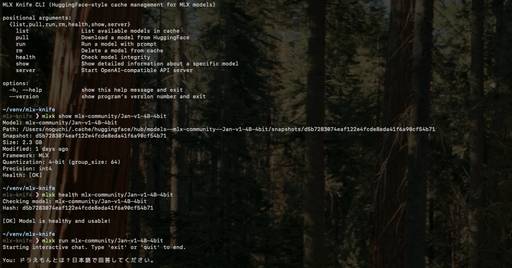 MLX Knife CLI (HuggingFace-style cache management for MLX models)
positional arguments:
{list,pull,run,rm,health,show,server}
list List available models in cache
pull Download a model from HuggingFace
run Run a model with prompt
rm Delete a model from cache
health Check model integrity
show Show detailed information about a specific model
server Start OpenAI-compatible API server
options:
-h, --help show this help message and exit
--version show program's version number and exit
~/venv/mlx-knife
mlx-knife ❯ mlxk show mlx-community/Jan-v1-4B-4bit
Model: mlx-community/Jan-v1-4B-4bit
Path: /Users/noguchi/.cache/huggingface/hub/models--mlx-community--Jan-v1-4B-4bit/snapshots/d5b7283074eaf122e4fcde8eda41f6a90cf54b71
Snapshot: d5b7283074eaf122e4fcde8eda41f6a90cf54b71
Size: 2.3 GB
Modified: 1 days ago
Framework: MLX
Quantization: 4-bit (group_size: 64)
Precision: int4
Health: [OK]
~/venv/mlx-knife
mlx-knife ❯ mlxk health mlx-community/Jan-v1-4B-4bit
Checking model: mlx-community/Jan-v1-4B-4bit
Hash: d5b7283074eaf122e4fcde8eda41f6a90cf54b71
[OK] Model is healthy and usable!
~/venv/mlx-knife
mlx-knife ❯ mlxk run mlx-community/Jan-v1-4B-4bit
Starting interactive chat. Type 'exit' or 'quit' to end.
You: ドラえもんとは？日本語で回答してください。